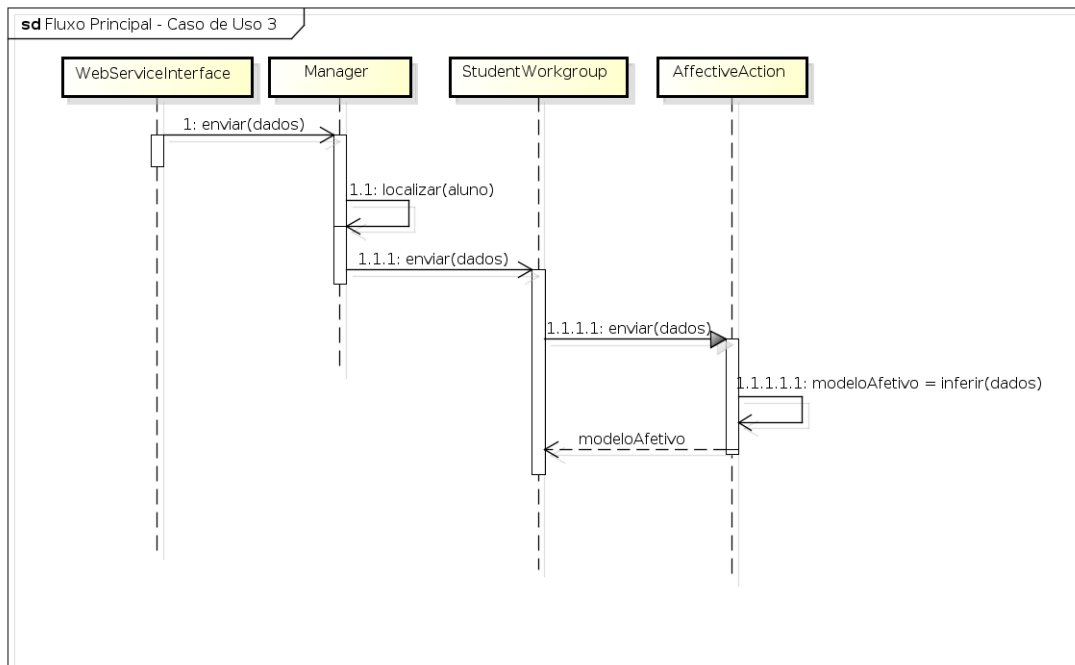 sd Fluxo Principal - Caso de Uso 3
WebServiceInterface
Manager
StudentWorkgroup
AffectiveAction
1: enviar(dados)
1.1: localizar(aluno)
1.1.1: enviar(dados)
1.1.1.1: enviar(dados)
1.1.1.1.1: modeloAfetivo = inferir(dados)
modeloAfetivo